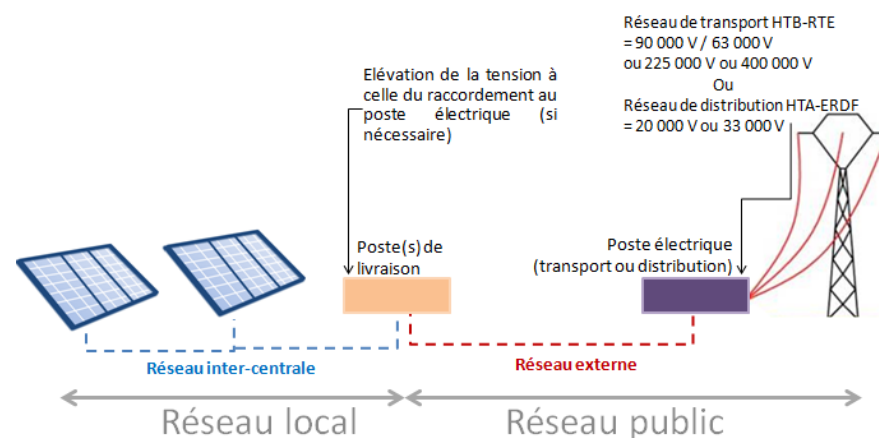 Réseau de transport HTB-RTE
= 90 000 V / 63 000 V
ou 225 000 V ou 400 000 V
Ou
Réseau de distribution HTA-ERDF
= 20 000 V ou 33 000 V
Elévation de la tension à
celle du raccordement au
poste électrique (si
nécessaire)
Poste(s) de
livraison
Poste électrique
(transport ou distribution)
Réseau inter-centrale
Réseau externe
Réseau local
Réseau public